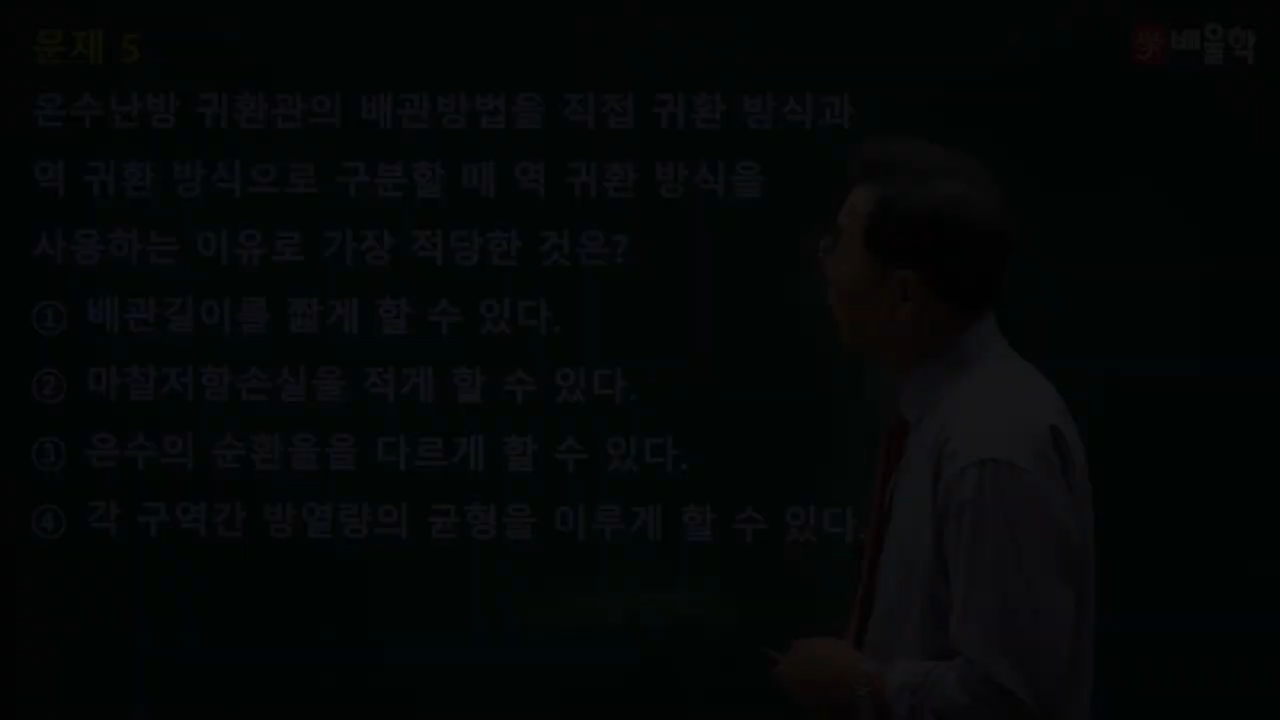 문제 5
學 배울학
온수난방 귀환관의 배관방법을 직접 귀환 방식과
역 귀환 방식으로 구분할 때 역 귀환 방식을
사용하는 이유로 가장 적당한 것은?
① 배관길이를 짧게 할 수 있다.
② 마찰저항손실을 적게 할 수 있다.
③ 온수의 순환율을 다르게 할 수 있다.
④ 각 구역간 방열량의 균형을 이루게 할 수 있다.